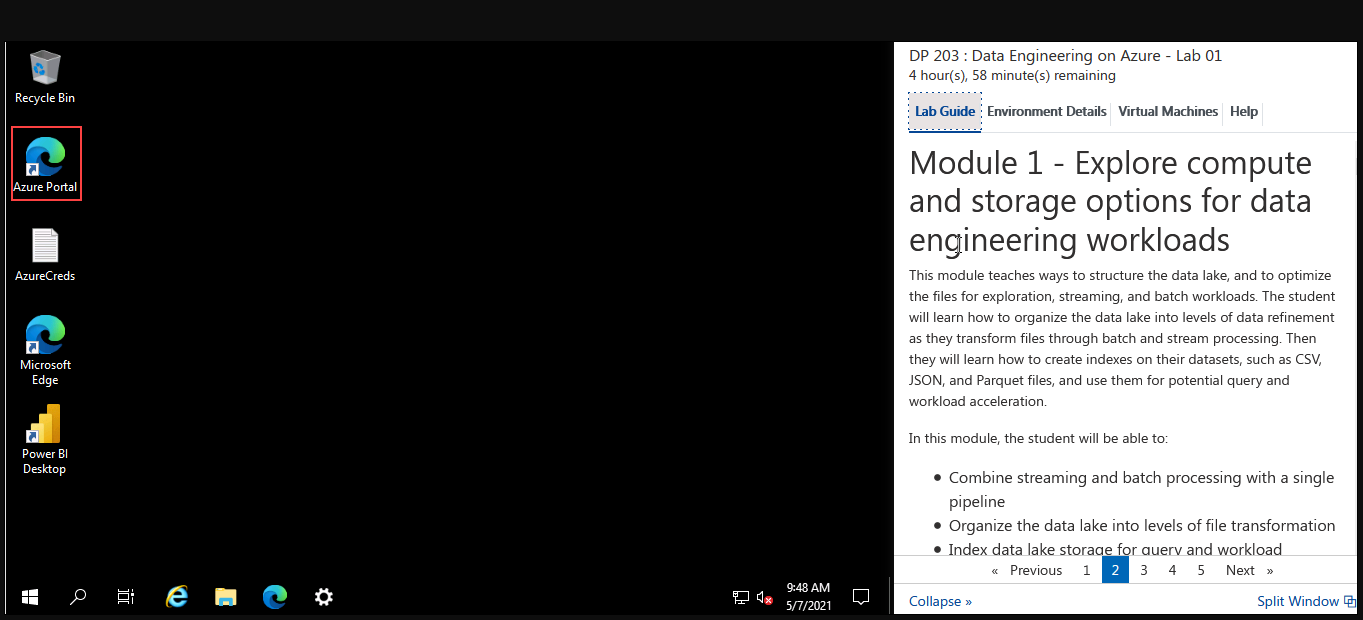 Recycle Bin
Azure Portal
AzureCreds
Microsoft
Edge
Power BI
Desktop
9:48 AM
5/7/2021
DP 203 : Data Engineering on Azure - Lab 01
4 hour(s), 58 minute(s) remaining
Lab Guide Environment Details Virtual Machines Help
Module 1 - Explore compute
and storage options for data
engineering workloads
This module teaches ways to structure the data lake, and to optimize
the files for exploration, streaming, and batch workloads. The student
will learn how to organize the data lake into levels of data refinement
as they transform files through batch and stream processing. Then
they will learn how to create indexes on their datasets, such as CSV,
JSON, and Parquet files, and use them for potential query and
workload acceleration.
In this module, the student will be able to:
• Combine streaming and batch processing with a single
pipeline
• Organize the data lake into levels of file transformation
• Index data lake storage for query and workload
« Previous 1 2 3 4 5 Next »
Collapse » Split Window